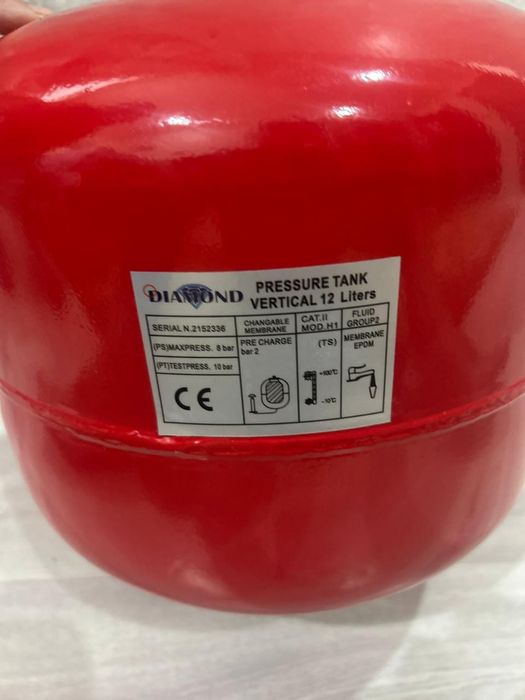 DIAMOND
PRESSURE TANK
VERTICAL 12 Liters
SERIAL N.2152336
CHANGABLE
MEMBRANE
CAT.II
MOD.H1
FLUID
GROUP2
(PS)MAXPRESS. 8 bar
PRE CHARGE
bar 2
(TS)
MEMBRANE
EPDM
(PT)TESTPRESS. 10 bar
+100°C
-10°C
CE